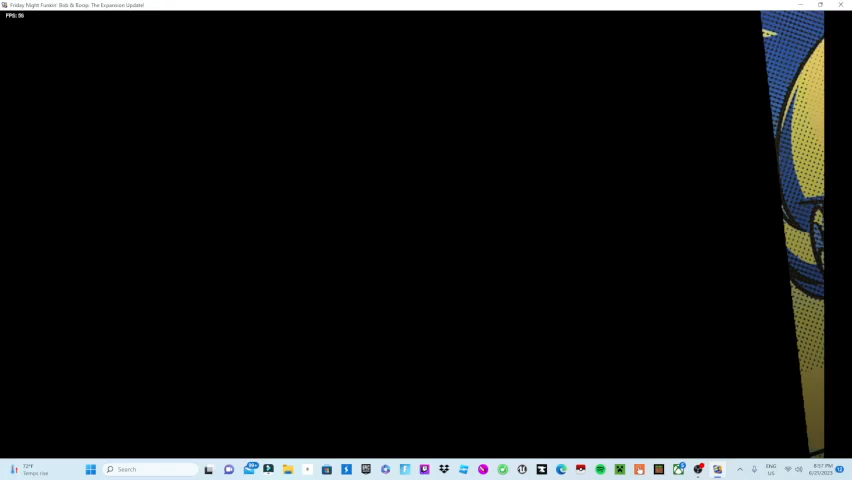 Friday Night Funkin' Bob & Bosip: The Expansion Update!
FPS: 56
72°F
Temps rise
Search
99+
ENG
US
8:57 PM
6/21/2023